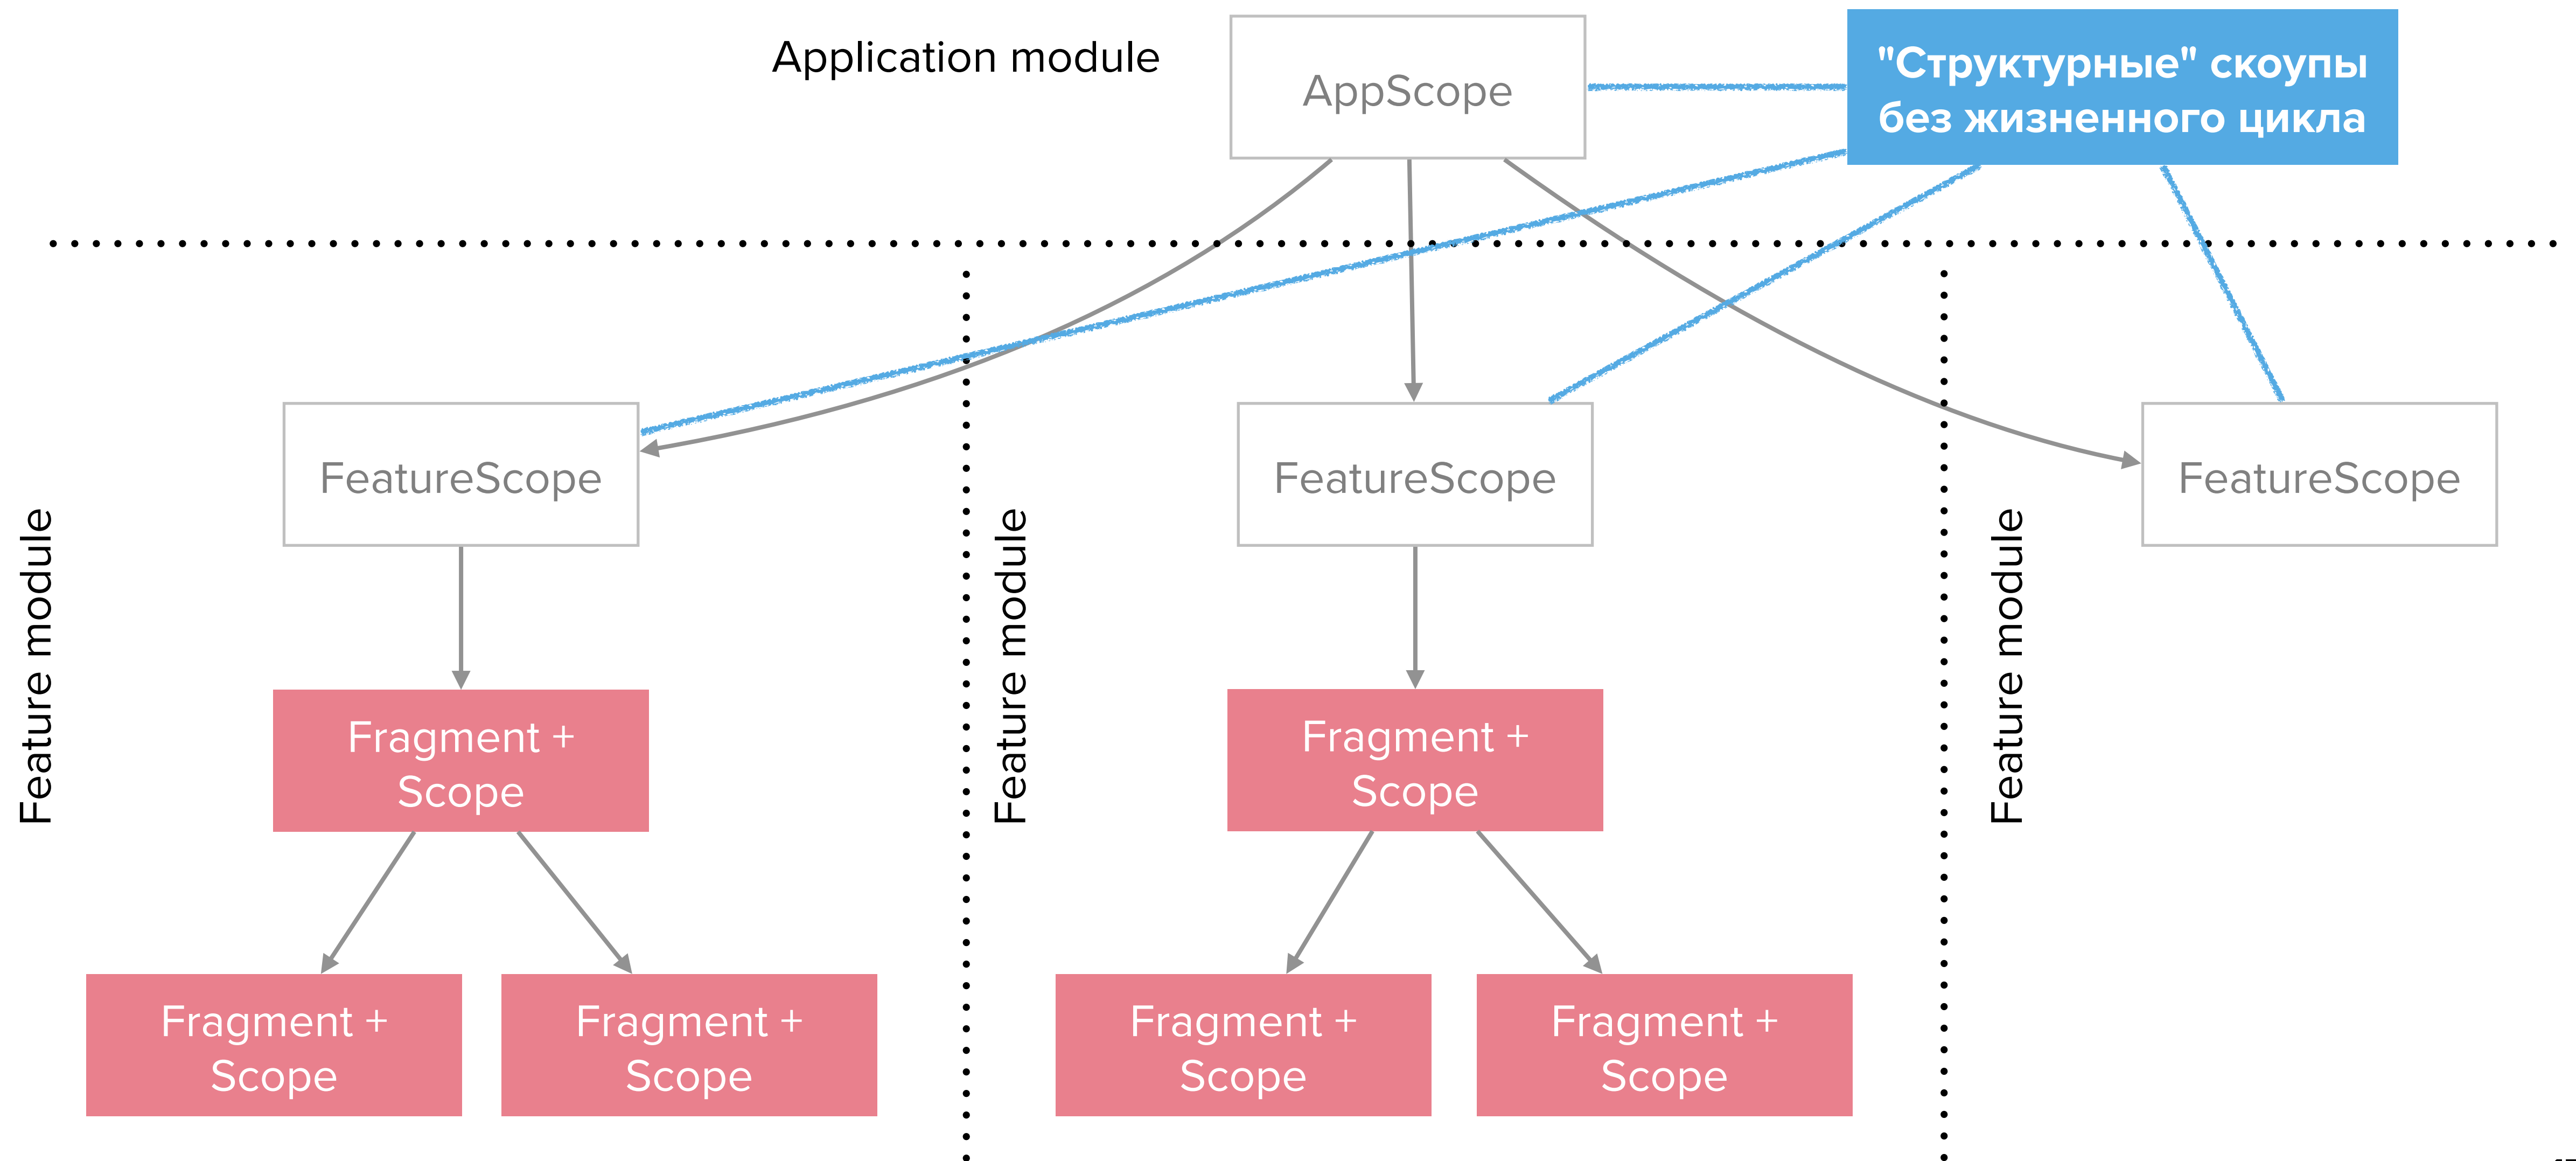 Application module
AppScope
"Структурные" скоупы
без жизненного цикла
Feature module
FeatureScope
Feature module
FeatureScope
Feature module
FeatureScope
Fragment +
Scope
Fragment +
Scope
Fragment +
Scope
Fragment +
Scope
Fragment +
Scope
Fragment +
Scope